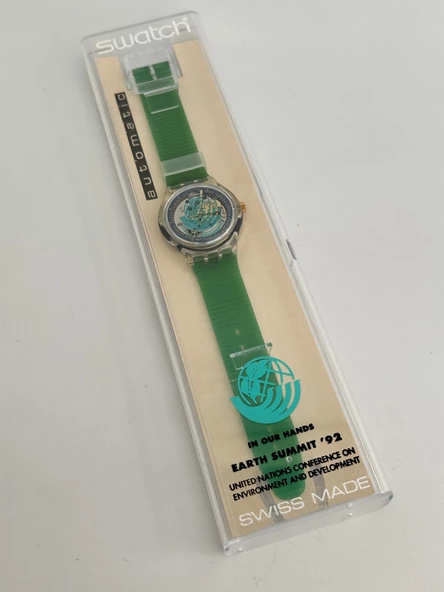 swatch
automatic
IN OUR HANDS
EARTH SUMMIT '92
UNITED NATIONS CONFERENCE ON
ENVIRONMENT AND DEVELOPMENT
SWISS MADE